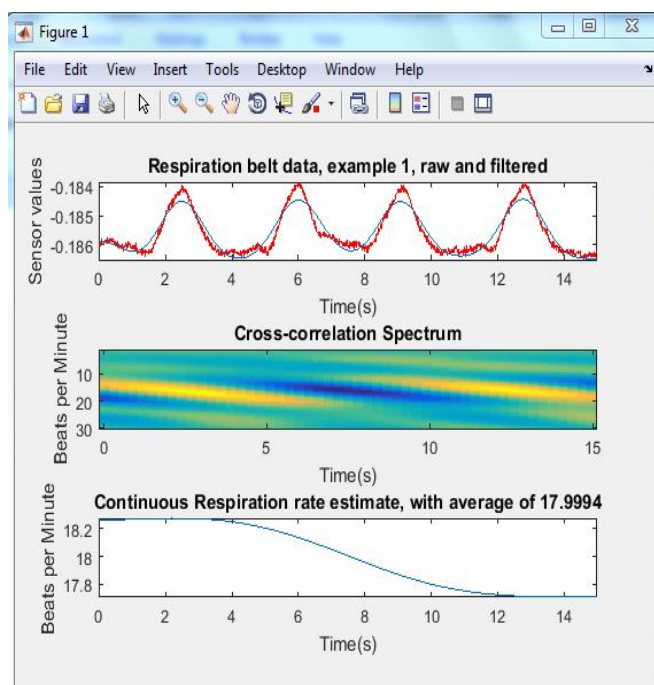 Figure 1
File Edit View Insert Tools Desktop Window Help
Respiration belt data, example 1, raw and filtered
Sensor values
-0.184
-0.185
-0.186
0 2 4 6 8 10 12 14
Time(s)
Cross-correlation Spectrum
Beats per Minute
10
20
30
0 5 10 15
Time(s)
Continuous Respiration rate estimate, with average of 17.9994
Beats per Minute
18.2
18
17.8
0 2 4 6 8 10 12 14
Time(s)